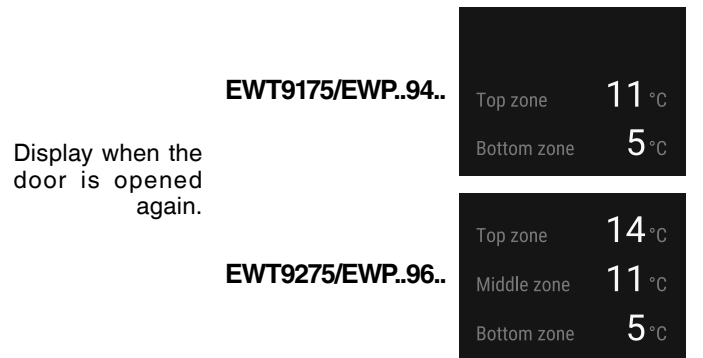 EWT9175/EWP..94..
Top zone 11 °C
Bottom zone 5 °C
Display when the
door is opened
again.
EWT9275/EWP..96..
Top zone 14 °C
Middle zone 11 °C
Bottom zone 5 °C